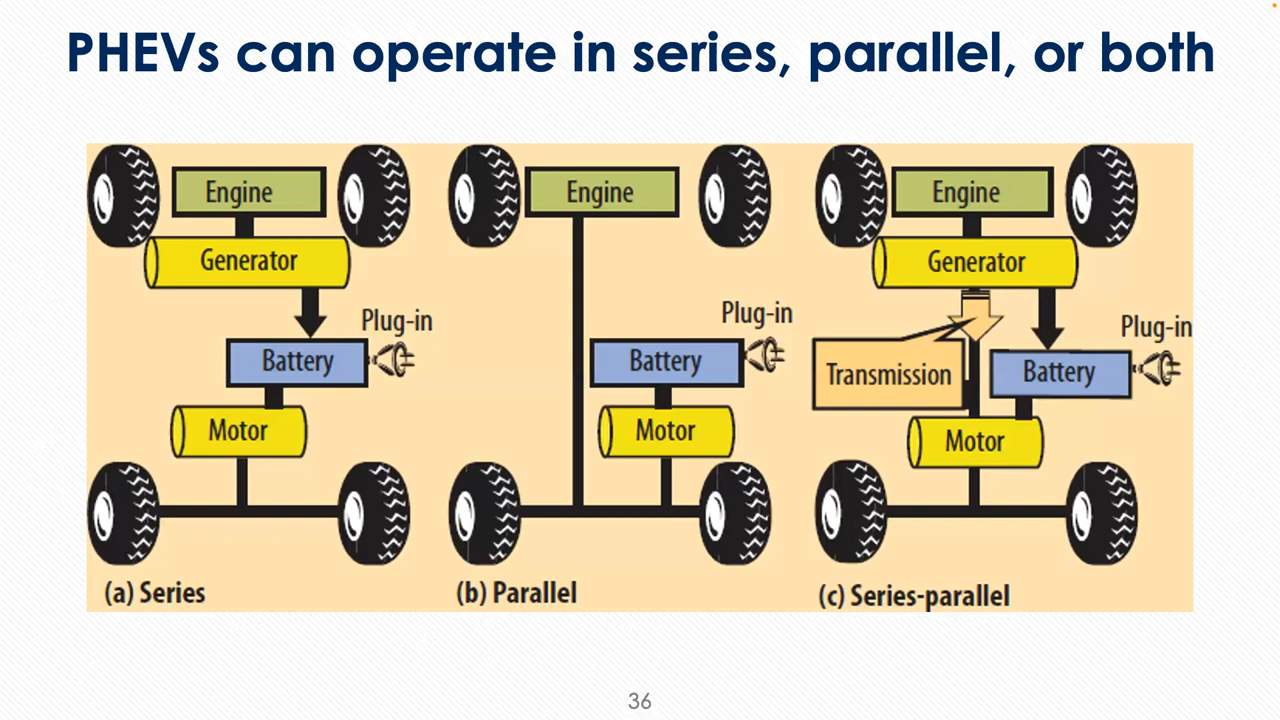 PHEVs can operate in series, parallel, or both
Engine
Generator
Plug-in
Battery
Motor
(a) Series
Engine
Plug-in
Battery
Motor
(b) Parallel
Engine
Generator
Plug-in
Transmission
Battery
Motor
(c) Series-parallel
36